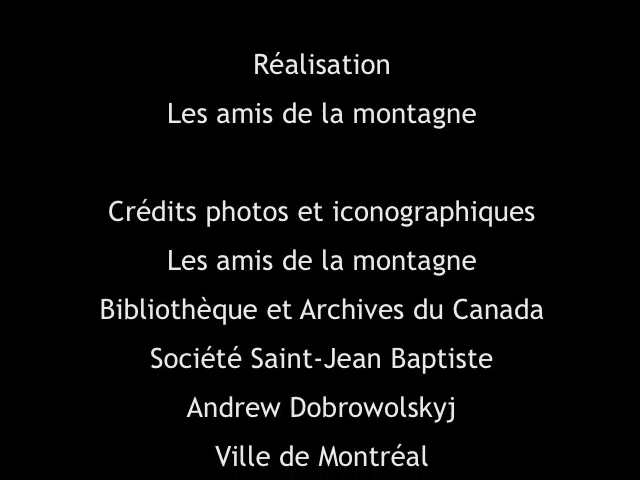 Réalisation
Les amis de la montagne
Crédits photos et iconographiques
Les amis de la montagne
Bibliothèque et Archives du Canada
Société Saint-Jean Baptiste
Andrew Dobrowolskyj
Ville de Montréal